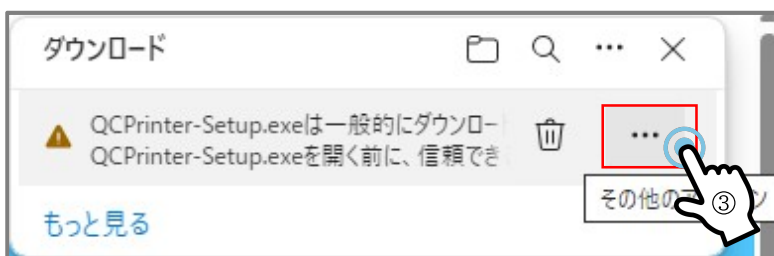 ダウンロード
QCPrinter-Setup.exeは一般的にダウンロー
QCPrinter-Setup.exeを開く前に、信頼でき
その他の
③
もっと見る